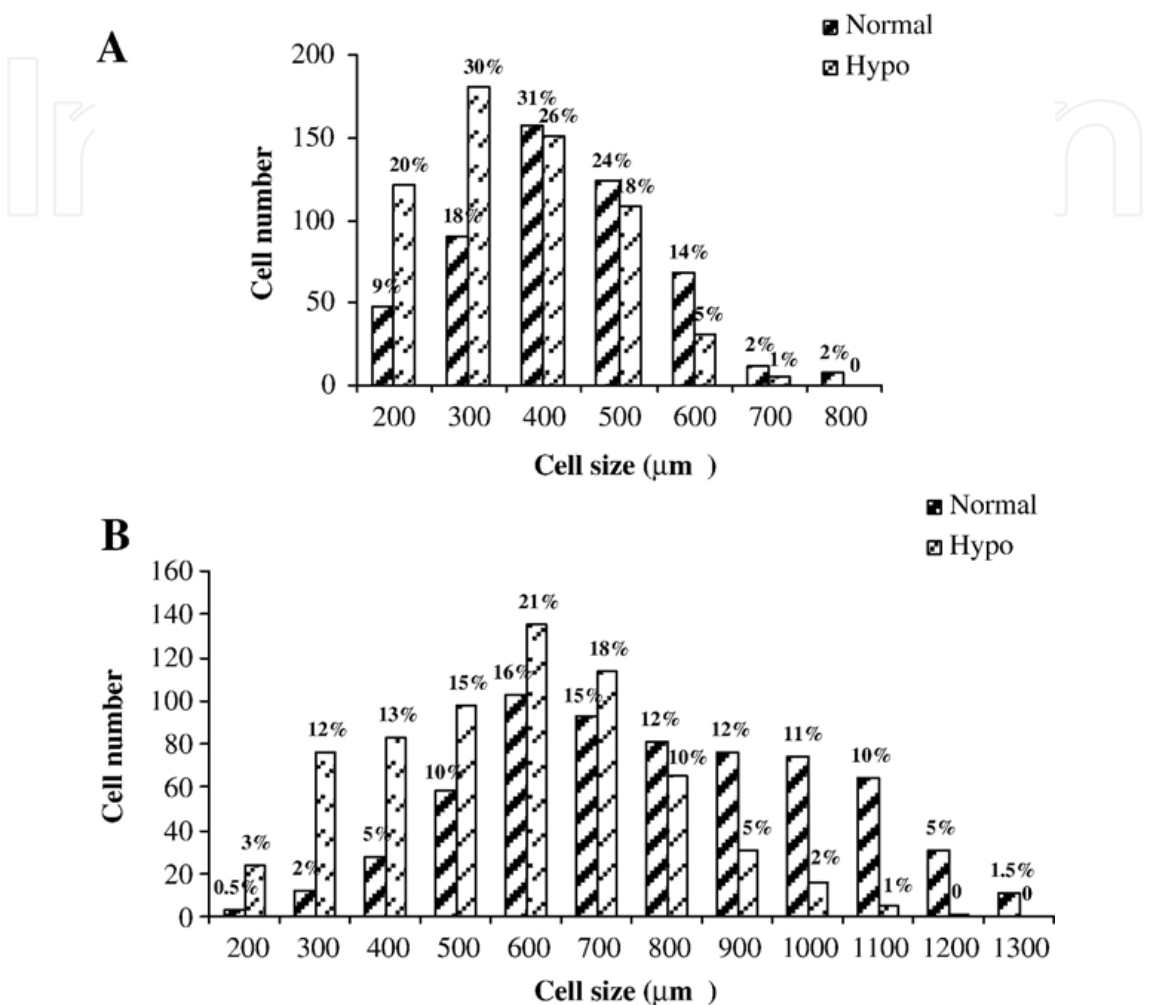 A
Normal
Hypo
Cell number
200
150
100
50
0
9% 20% 18% 30% 31% 26% 24% 18% 14% 5% 2% 1% 2% 0
200 300 400 500 600 700 800
Cell size (μm )
B
Normal
Hypo
Cell number
160
140
120
100
80
60
40
20
0
0.5% 3% 2% 12% 5% 13% 10% 15% 16% 21% 15% 18% 12% 10% 12% 5% 11% 2% 10% 1% 5% 0 1.5% 0
200 300 400 500 600 700 800 900 1000 1100 1200 1300
Cell size (μm )